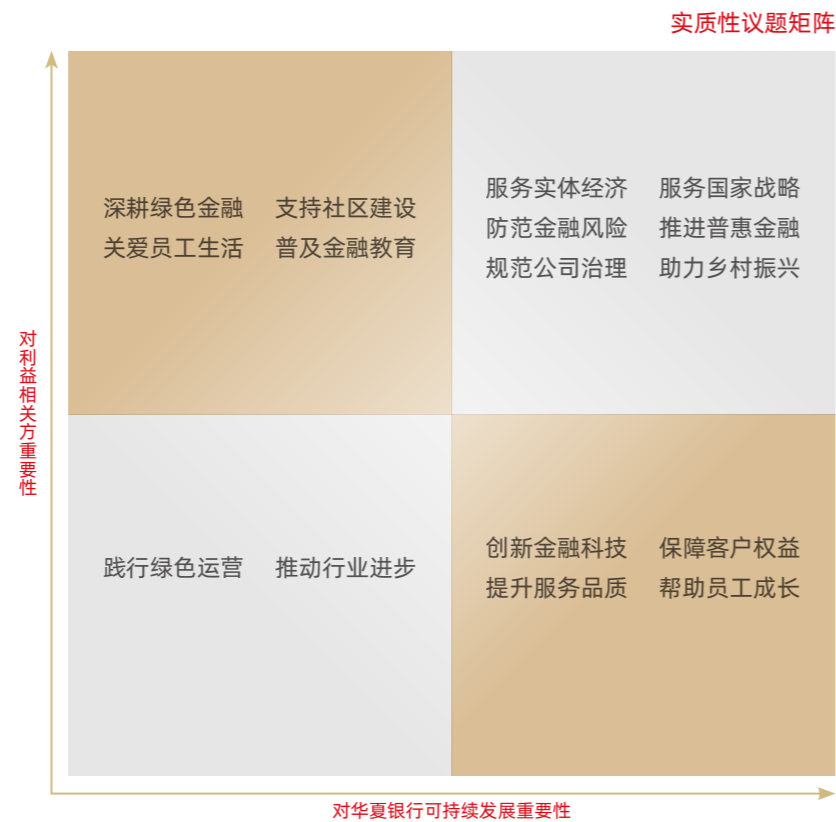 实质性议题矩阵
对利益相关方重要性
深耕绿色金融 支持社区建设
关爱员工生活 普及金融教育
服务实体经济 服务国家战略
防范金融风险 推进普惠金融
规范公司治理 助力乡村振兴
践行绿色运营 推动行业进步
创新金融科技 保障客户权益
提升服务品质 帮助员工成长
对华夏银行可持续发展重要性